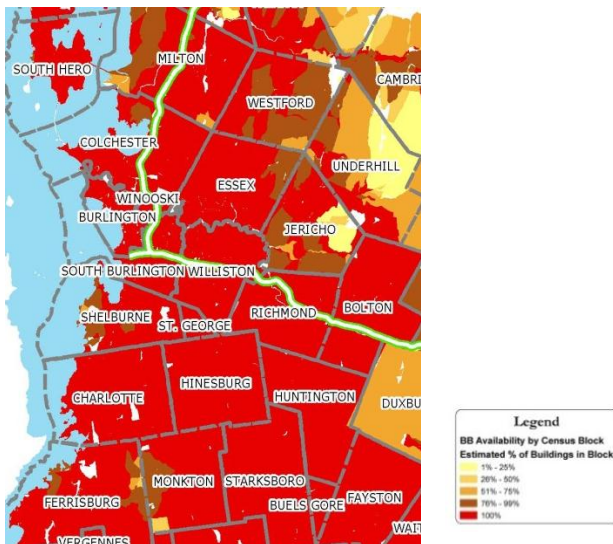 SOUTH HERO
MILTON
CAMBRI
WESTFORD
COLCHESTER
UNDERHILL
ESSEX
WINOOSKI
BURLINGTON
JERICHO
SOUTH BURLINGTON
WILLISTON
BOLTON
RICHMOND
SHELBURNE
ST. GEORGE
HINESBURG
CHARLOTTE
HUNTINGTON
DUXBU
MONKTON
STARKSBORO
FAYSTON
FERRISBURG
BUELS GORE
WAIT
VERGENNES
Legend
BB Availability by Census Block
Estimated % of Buildings in Block
1% - 25%
26% - 50%
51% - 75%
76% - 99%
100%